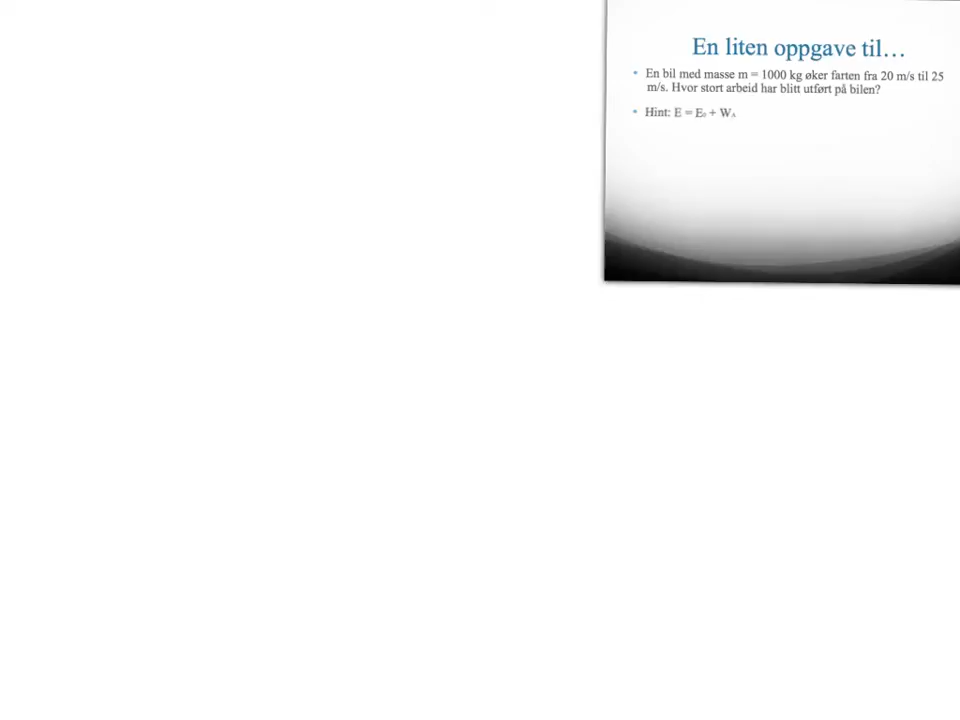 En liten oppgave til…
• En bil med masse m = 1000 kg øker farten fra 20 m/s til 25
m/s. Hvor stort arbeid har blitt utført på bilen?
• Hint: E = E₀ + Wₐ